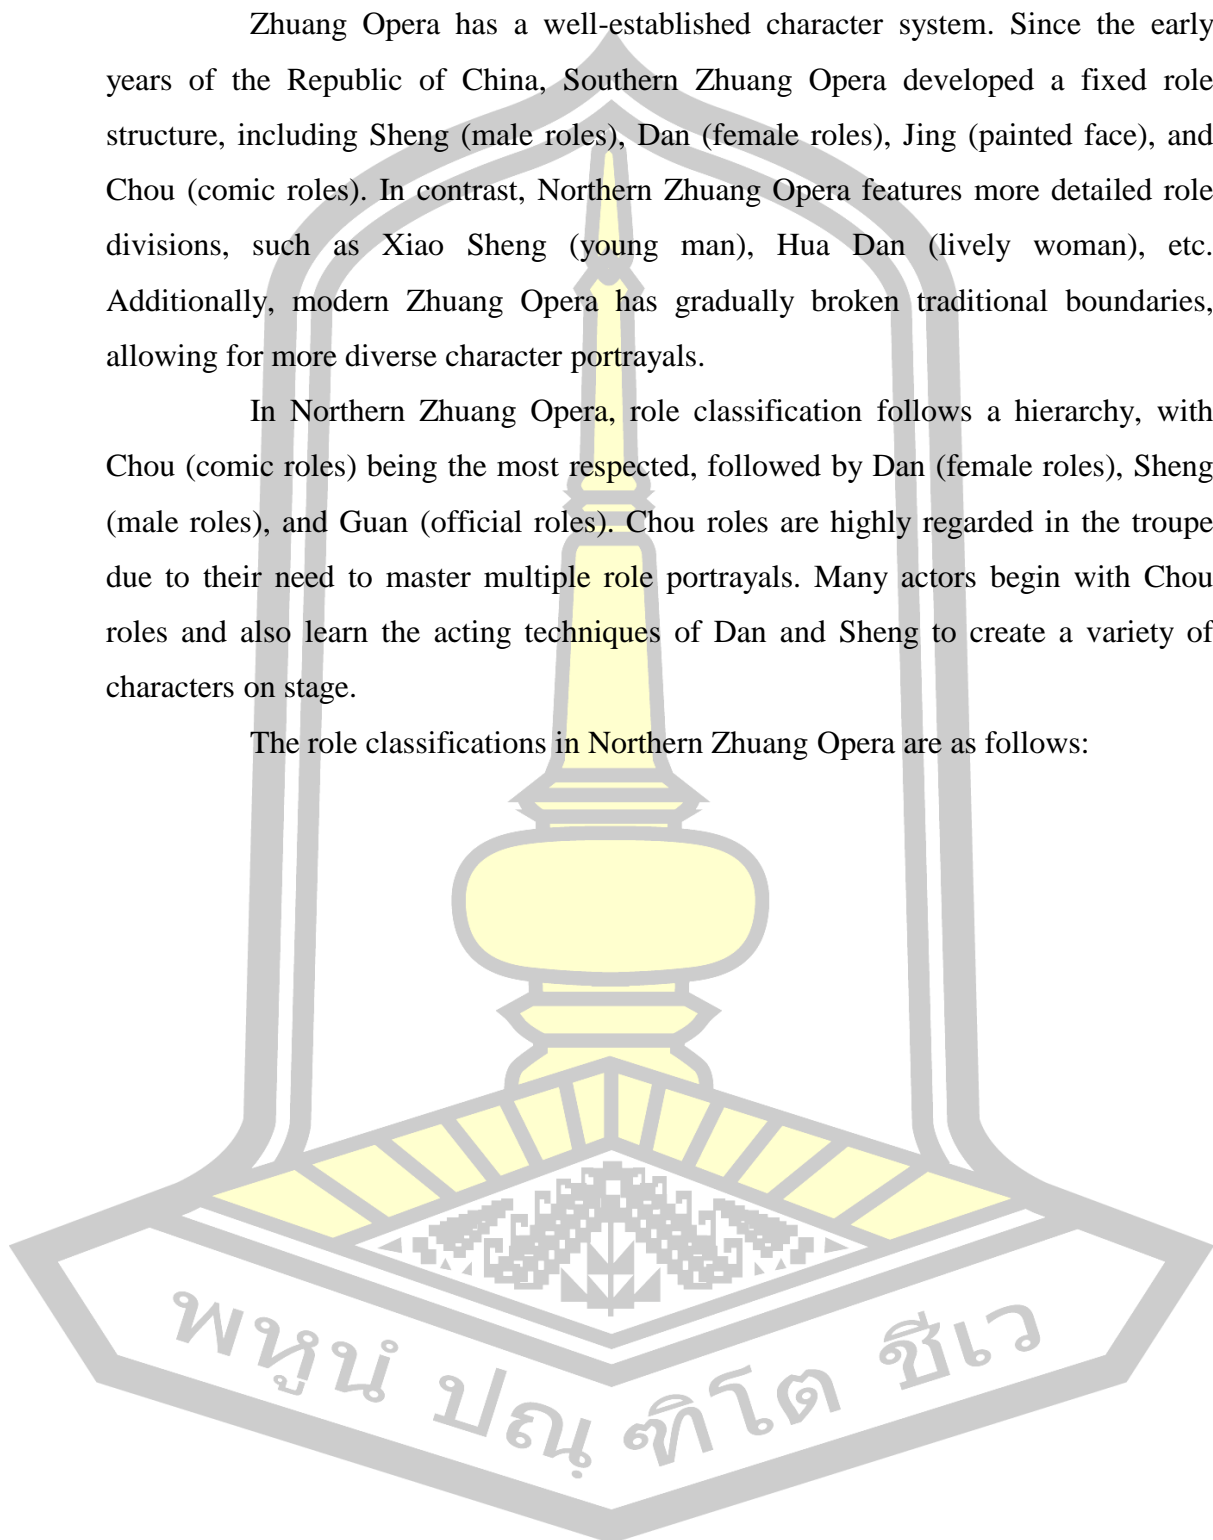 Zhuang Opera has a well-established character system. Since the early
years of the Republic of China, Southern Zhuang Opera developed a fixed role
structure, including Sheng (male roles), Dan (female roles), Jing (painted face), and
Chou (comic roles). In contrast, Northern Zhuang Opera features more detailed role
divisions, such as Xiao Sheng (young man), Hua Dan (lively woman), etc.
Additionally, modern Zhuang Opera has gradually broken traditional boundaries,
allowing for more diverse character portrayals.
In Northern Zhuang Opera, role classification follows a hierarchy, with
Chou (comic roles) being the most respected, followed by Dan (female roles), Sheng
(male roles), and Guan (official roles). Chou roles are highly regarded in the troupe
due to their need to master multiple role portrayals. Many actors begin with Chou
roles and also learn the acting techniques of Dan and Sheng to create a variety of
characters on stage.
The role classifications in Northern Zhuang Opera are as follows:
พหูนํ ปณฺฑิโต ชีเว